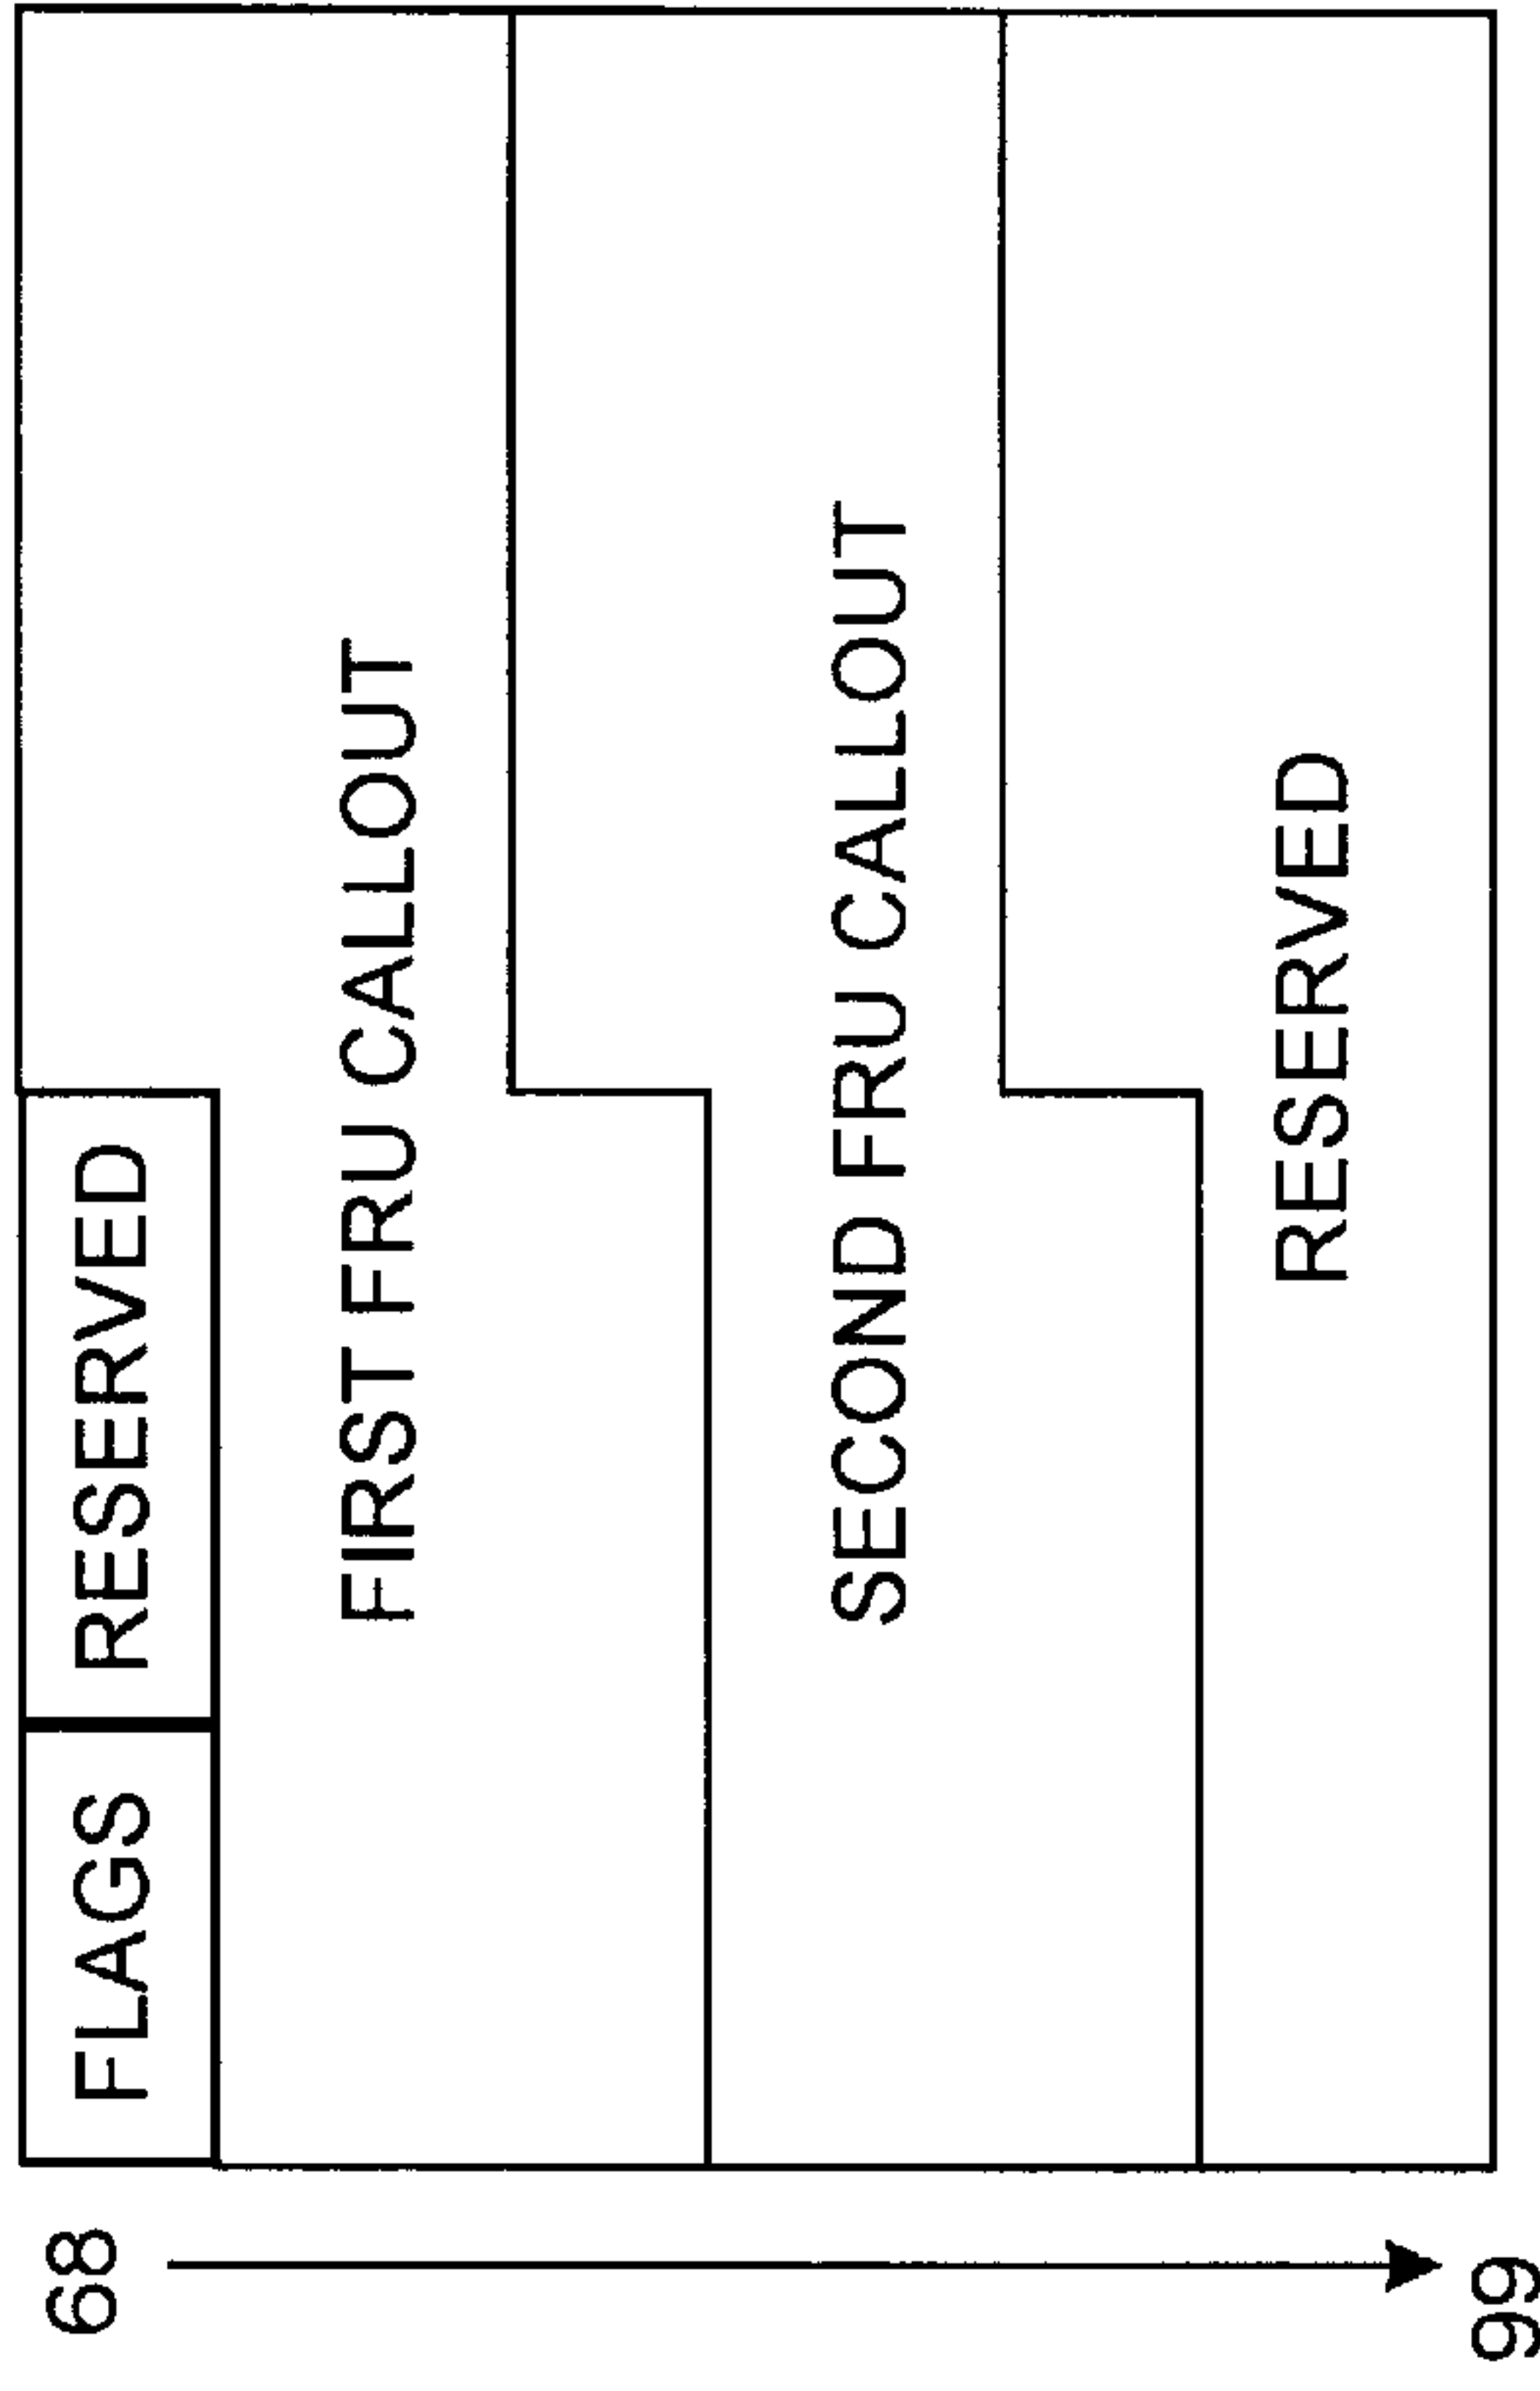 68
FLAGS
RESERVED
FIRST FRU CALLOUT
SECOND FRU CALLOUT
RESERVED
99